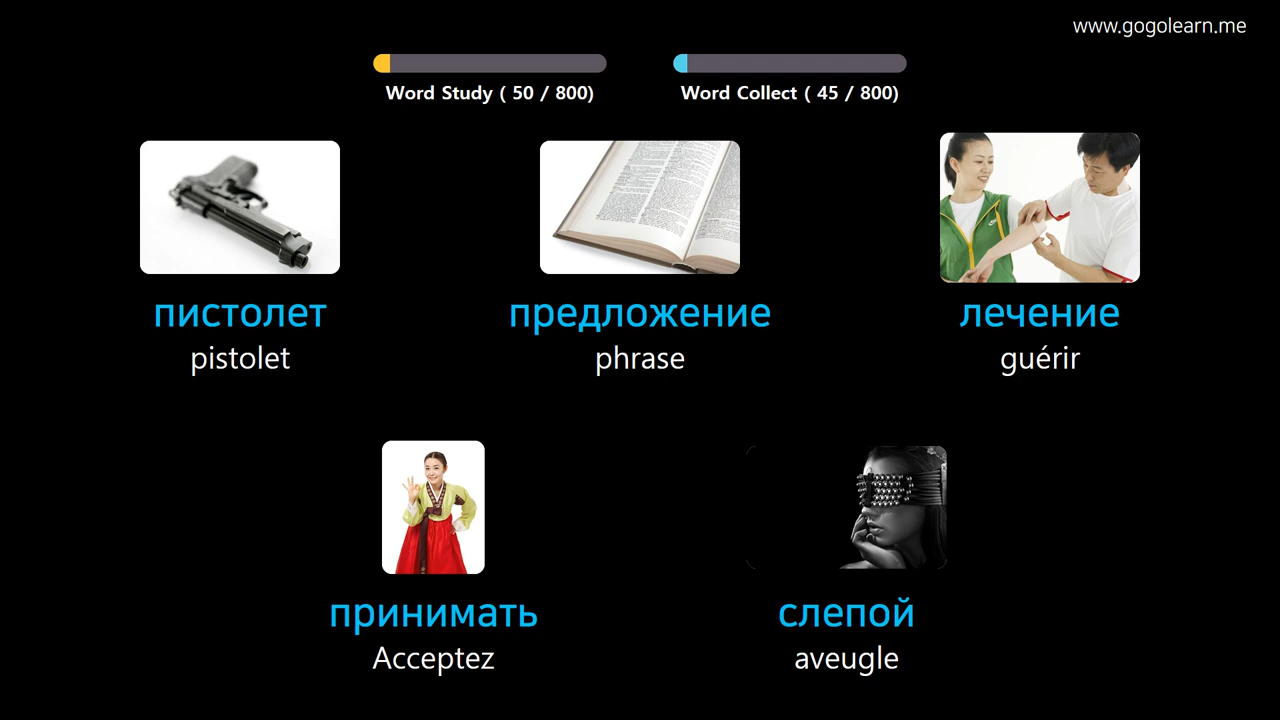 www.gogolearn.me
Word Study ( 50 / 800)
Word Collect ( 45 / 800)
пистолет
pistolet
предложение
phrase
лечение
guérir
принимать
Acceptez
слепой
aveugle